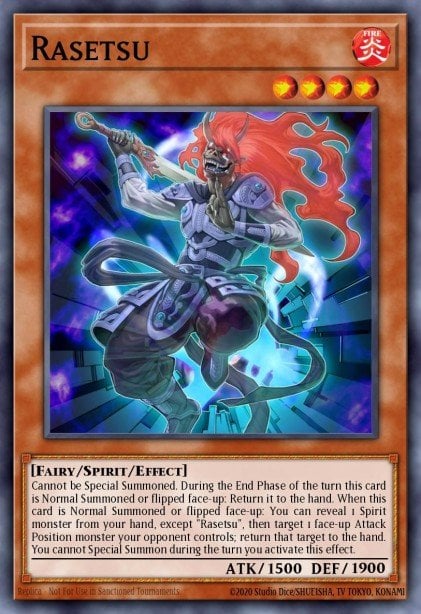 Rasetsu
FIRE
炎
[Fairy/Spirit/Effect]
Cannot be Special Summoned. During the End Phase of the turn this card
is Normal Summoned or flipped face-up: Return it to the hand. When this
card is Normal Summoned or flipped face-up: You can reveal 1 Spirit
monster from your hand, except "Rasetsu", then target 1 face-up Attack
Position monster your opponent controls; return that target to the hand.
You cannot Special Summon during the turn you activate this effect.
ATK/1500 DEF/1900
Replica - Not For Use in Sanctioned Tournaments
©2020 Studio Dice/SHUEISHA, TV TOKYO, KONAMI